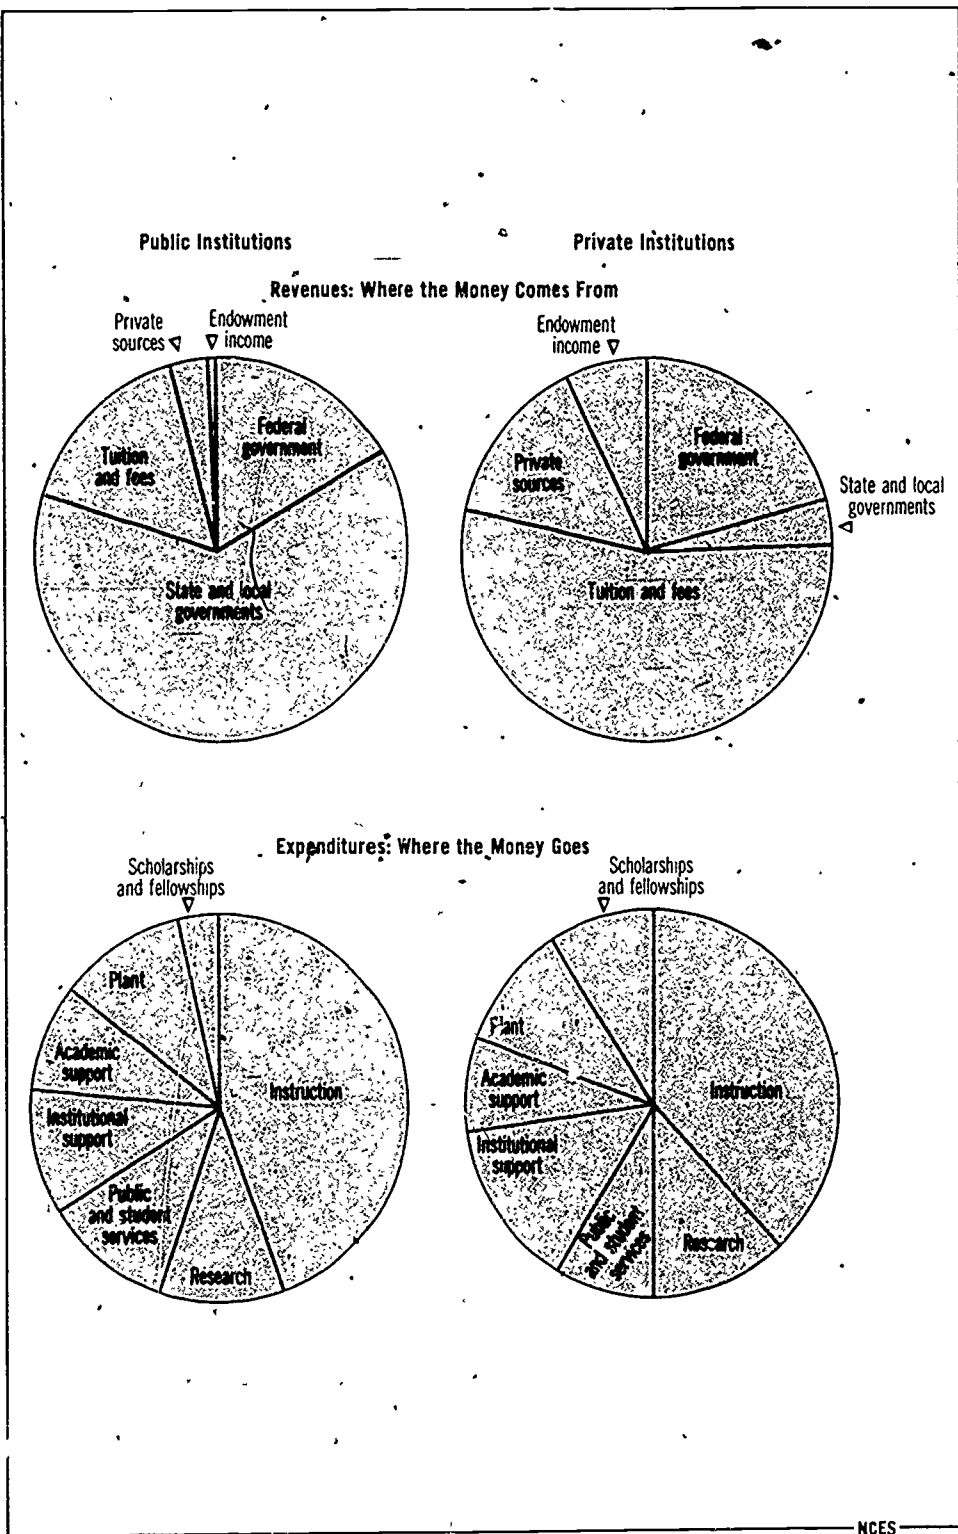 Public Institutions
Private Institutions
Revenues: Where the Money Comes From
Private
sources
Endowment
income
Federal
government
Tuition
and fees
State and local
governments
Endowment
income
Federal
government
Private
sources
State and local
governments
Tuition and fees
Expenditures: Where the Money Goes
Scholarships
and fellowships
Plant
Academic
support
Institutional
support
Public
and student
services
Research
Instruction
Scholarships
and fellowships
Plant
Academic
support
Institutional
support
Public
and student
services
Research
Instruction
NCES